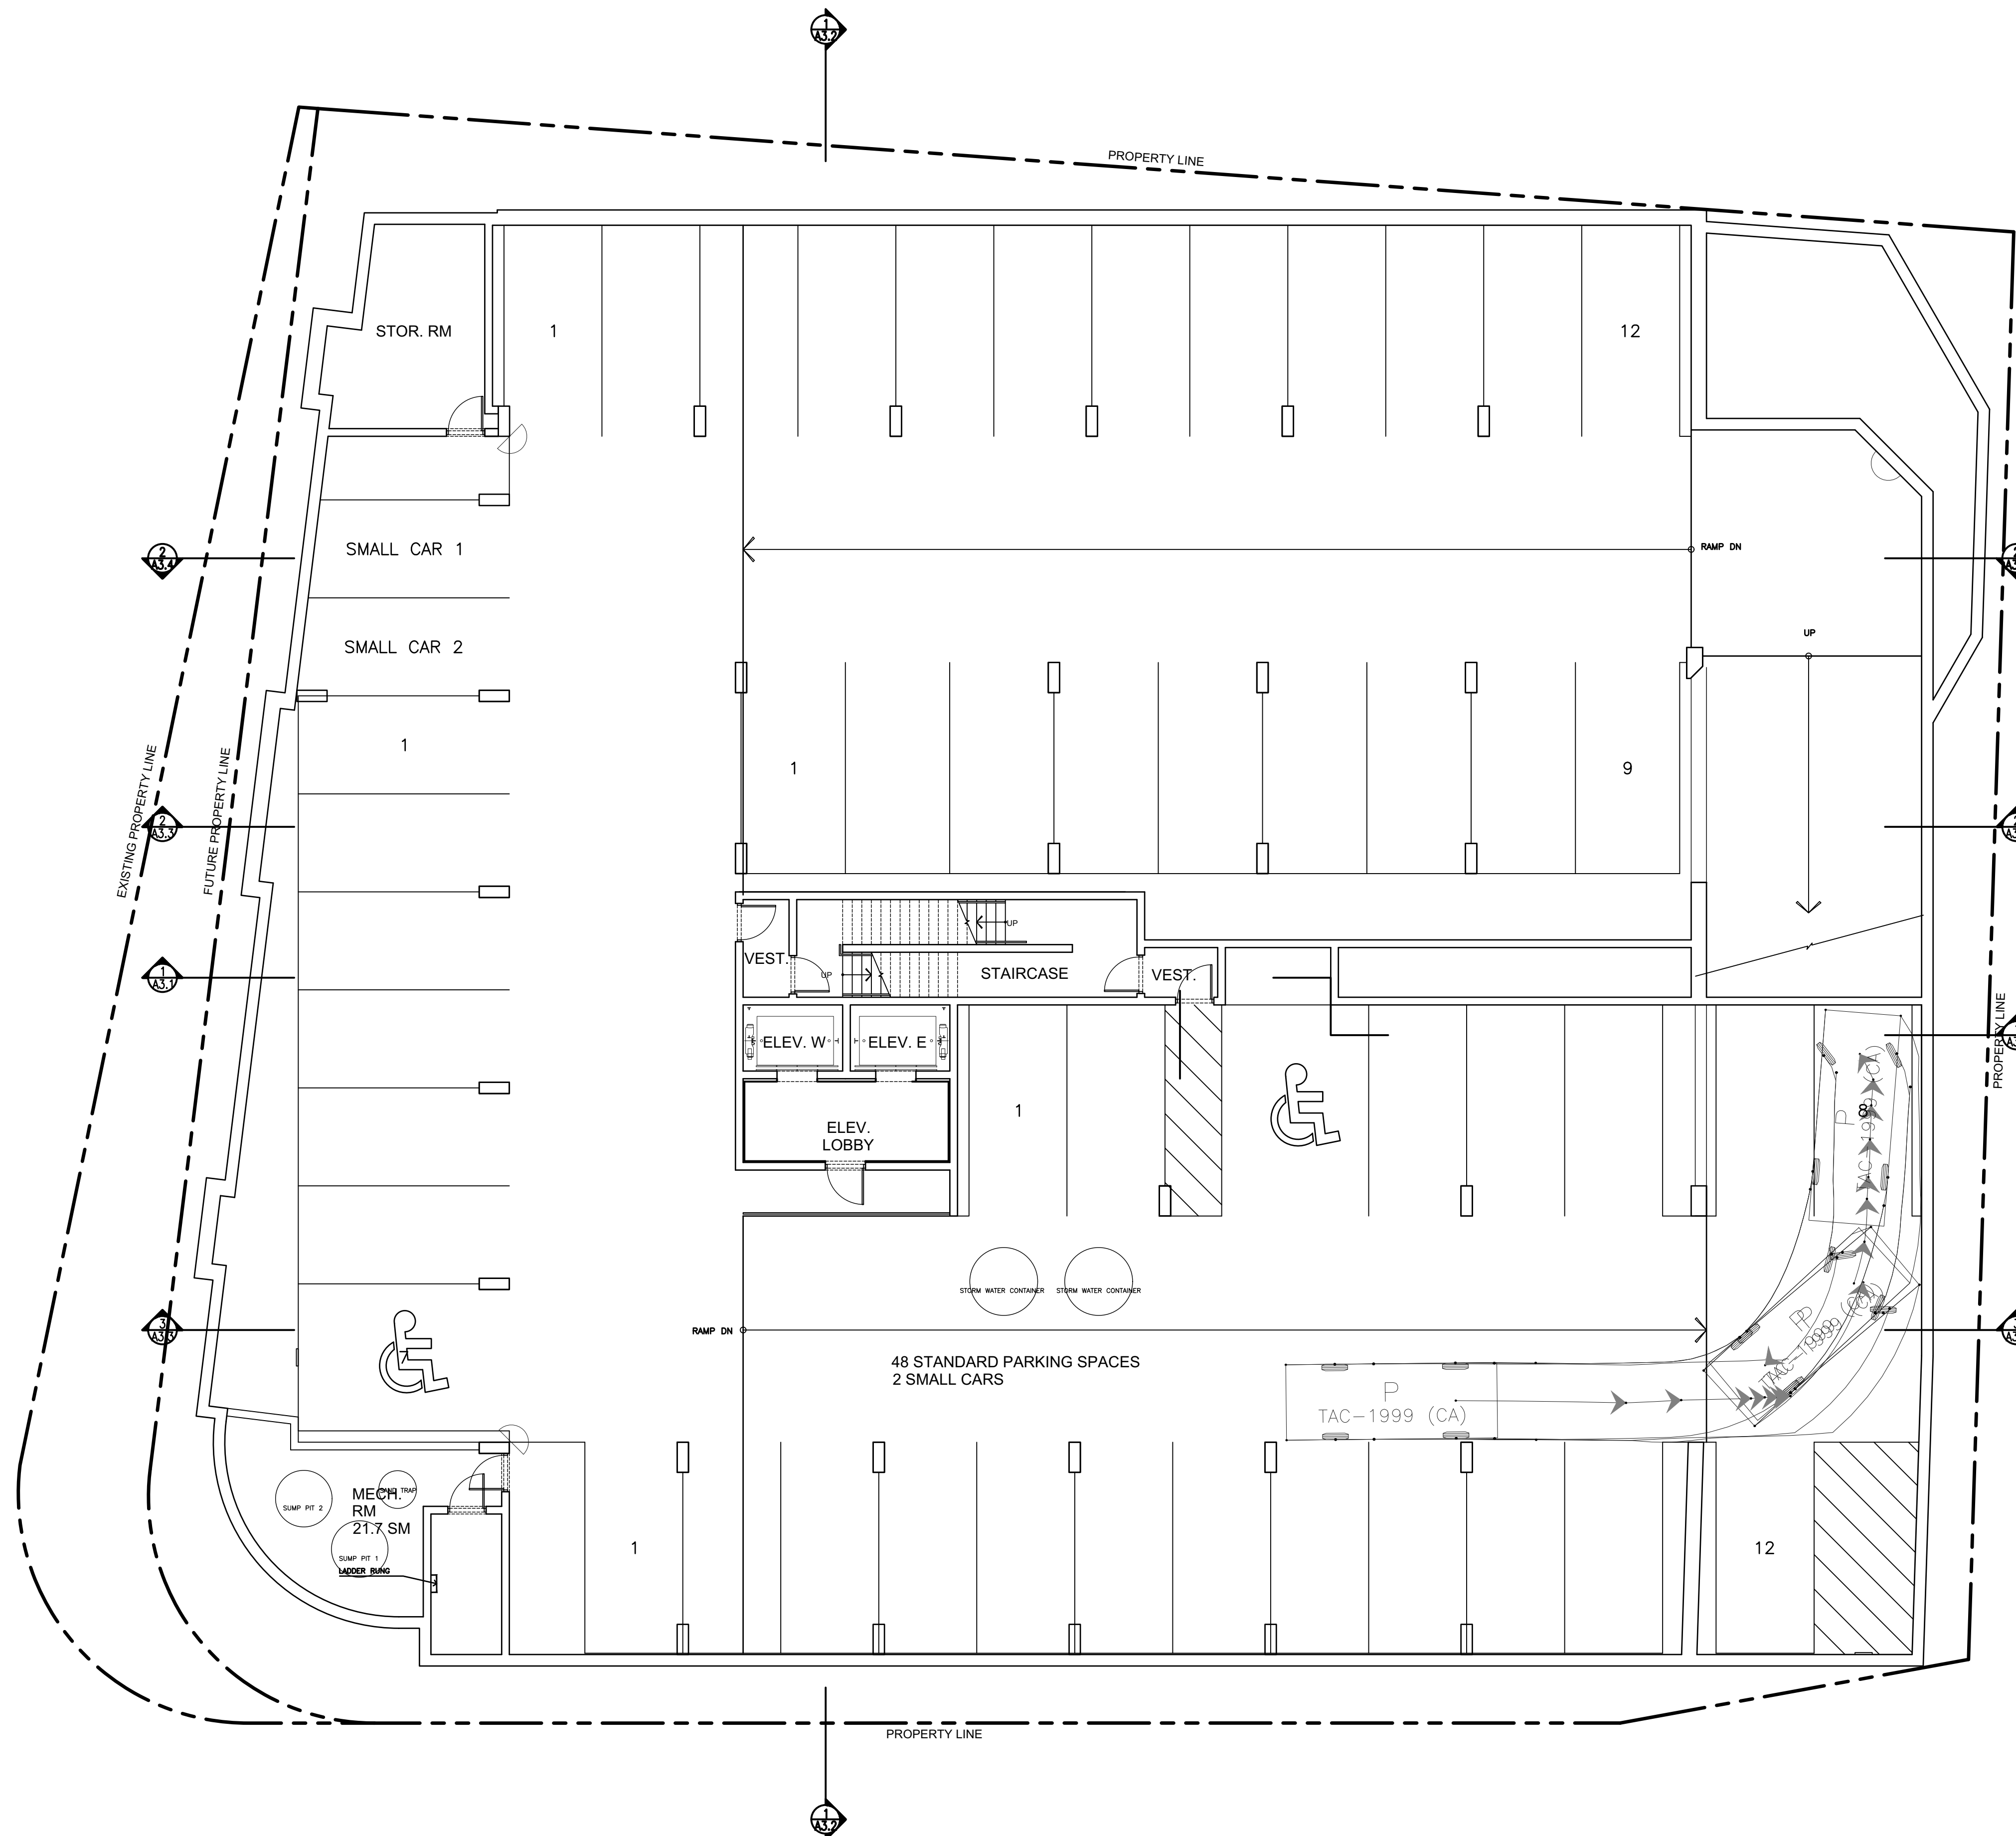 1
A3.2
PROPERTY LINE
STOR. RM
1
12
SMALL CAR 1
2
A3.4
RAMP DN
UP
SMALL CAR 2
1
1
9
EXISTING PROPERTY LINE
FUTURE PROPERTY LINE
2
A3.3
UP
VEST.
STAIRCASE
VEST.
UP
1
A3.1
PROPERTY LINE
ELEV. W
ELEV. E
1
8
ELEV.
LOBBY
TAC-1999 (CA)
P
STORM WATER CONTAINER
STORM WATER CONTAINER
3
A3.3
RAMP DN
7
48 STANDARD PARKING SPACES
2 SMALL CARS
P
TAC-1999 (CA)
MECH.
RM
21.7 SM
SAND TRAP
SUMP PIT 2
SUMP PIT 1
LADDER RUNG
1
12
PROPERTY LINE
1
A3.2